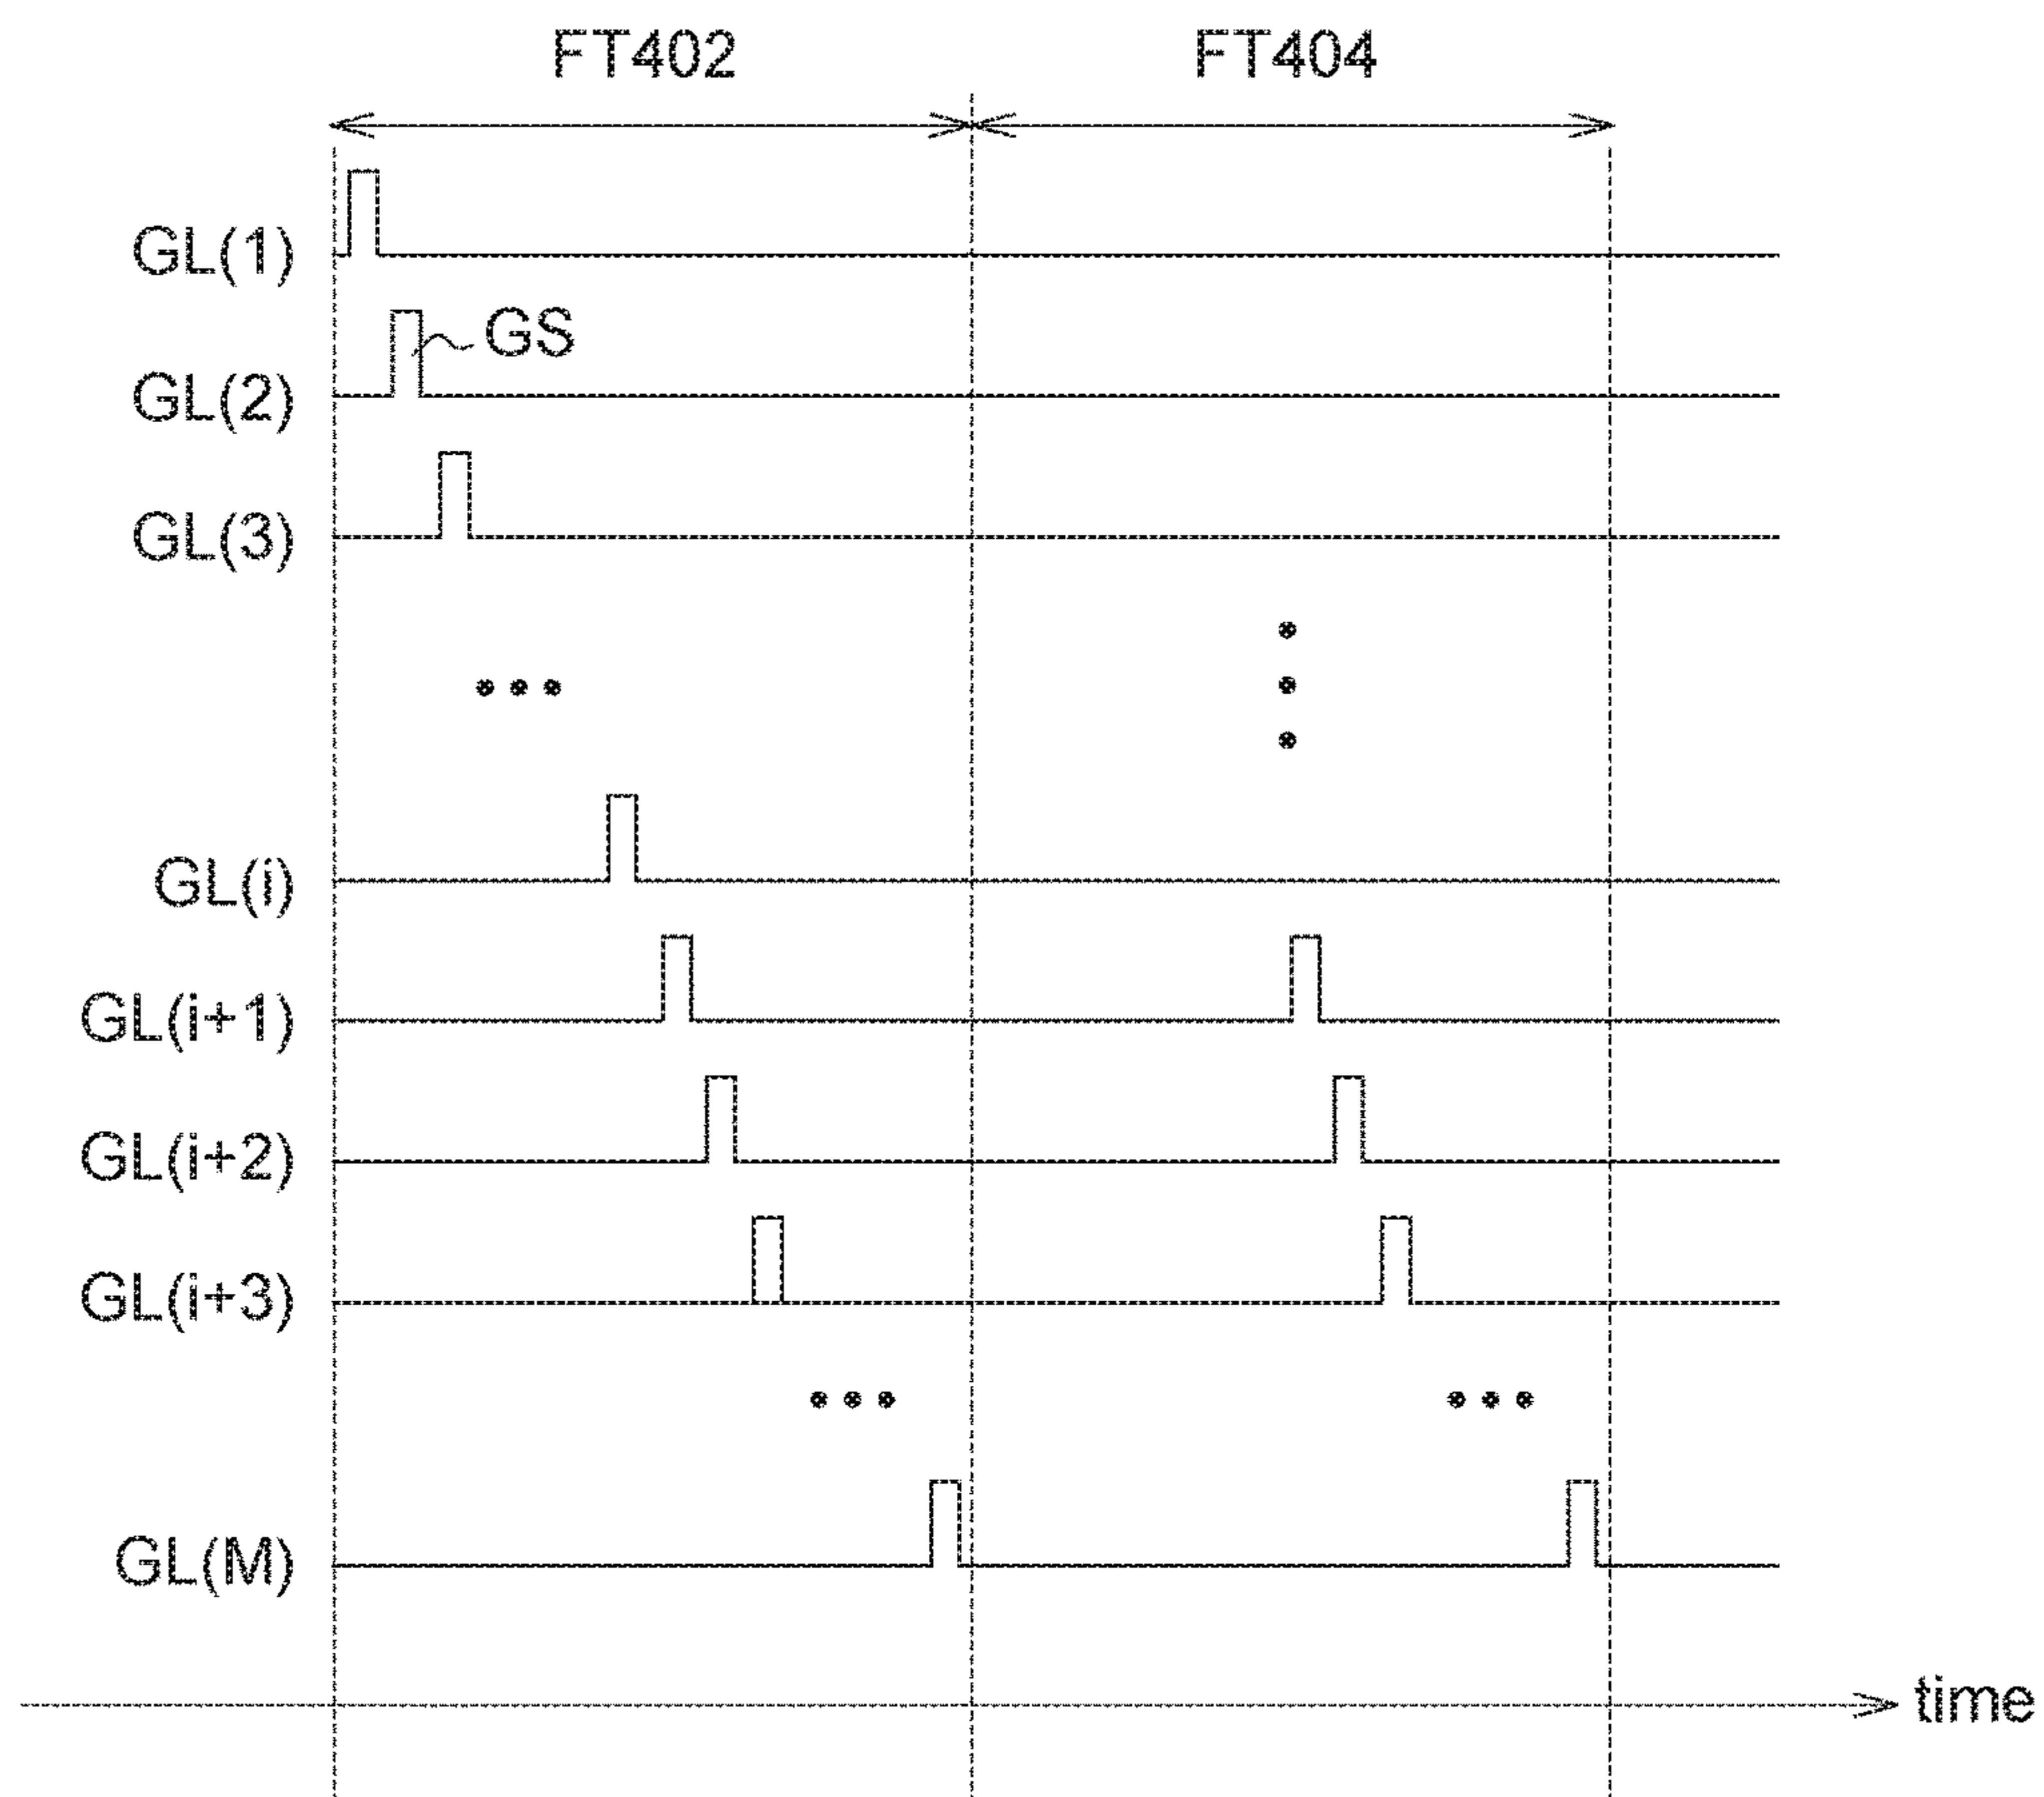 FT402 FT404
GL(1)
GS
GL(2)
GL(3)
GL(i)
GL(i+1)
GL(i+2)
GL(i+3)
GL(M)
time